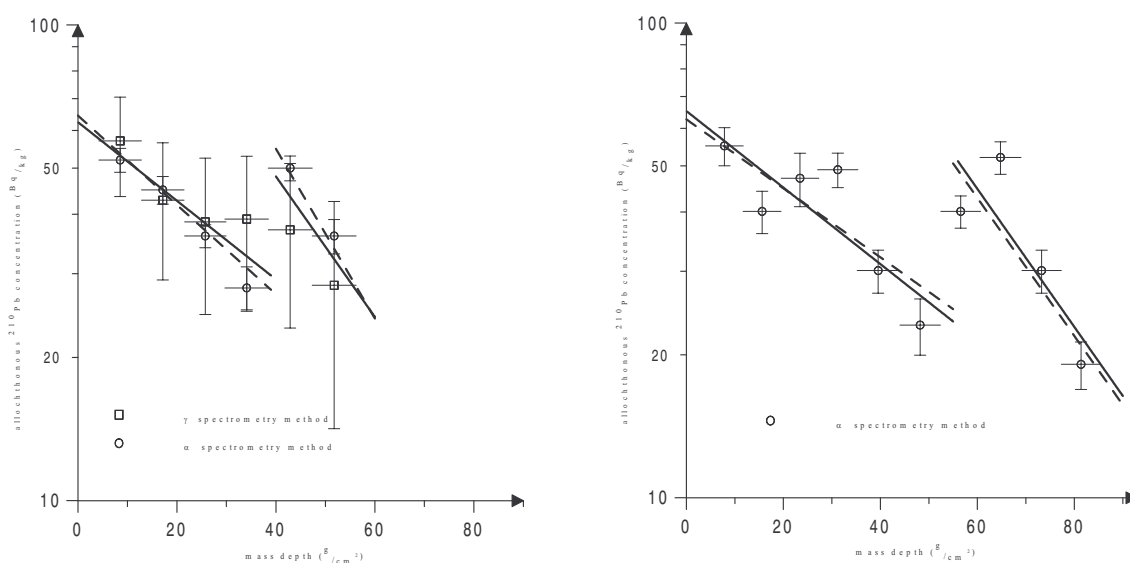 100
50
20
10
0
20
40
60
80
allochthonous 210Pb concentration (Bq/kg)
mass depth (g/cm²)
γ spectrometry method
α spectrometry method
100
50
20
10
0
20
40
60
80
allochthonous 210Pb concentration (Bq/kg)
mass depth (g/cm²)
α spectrometry method